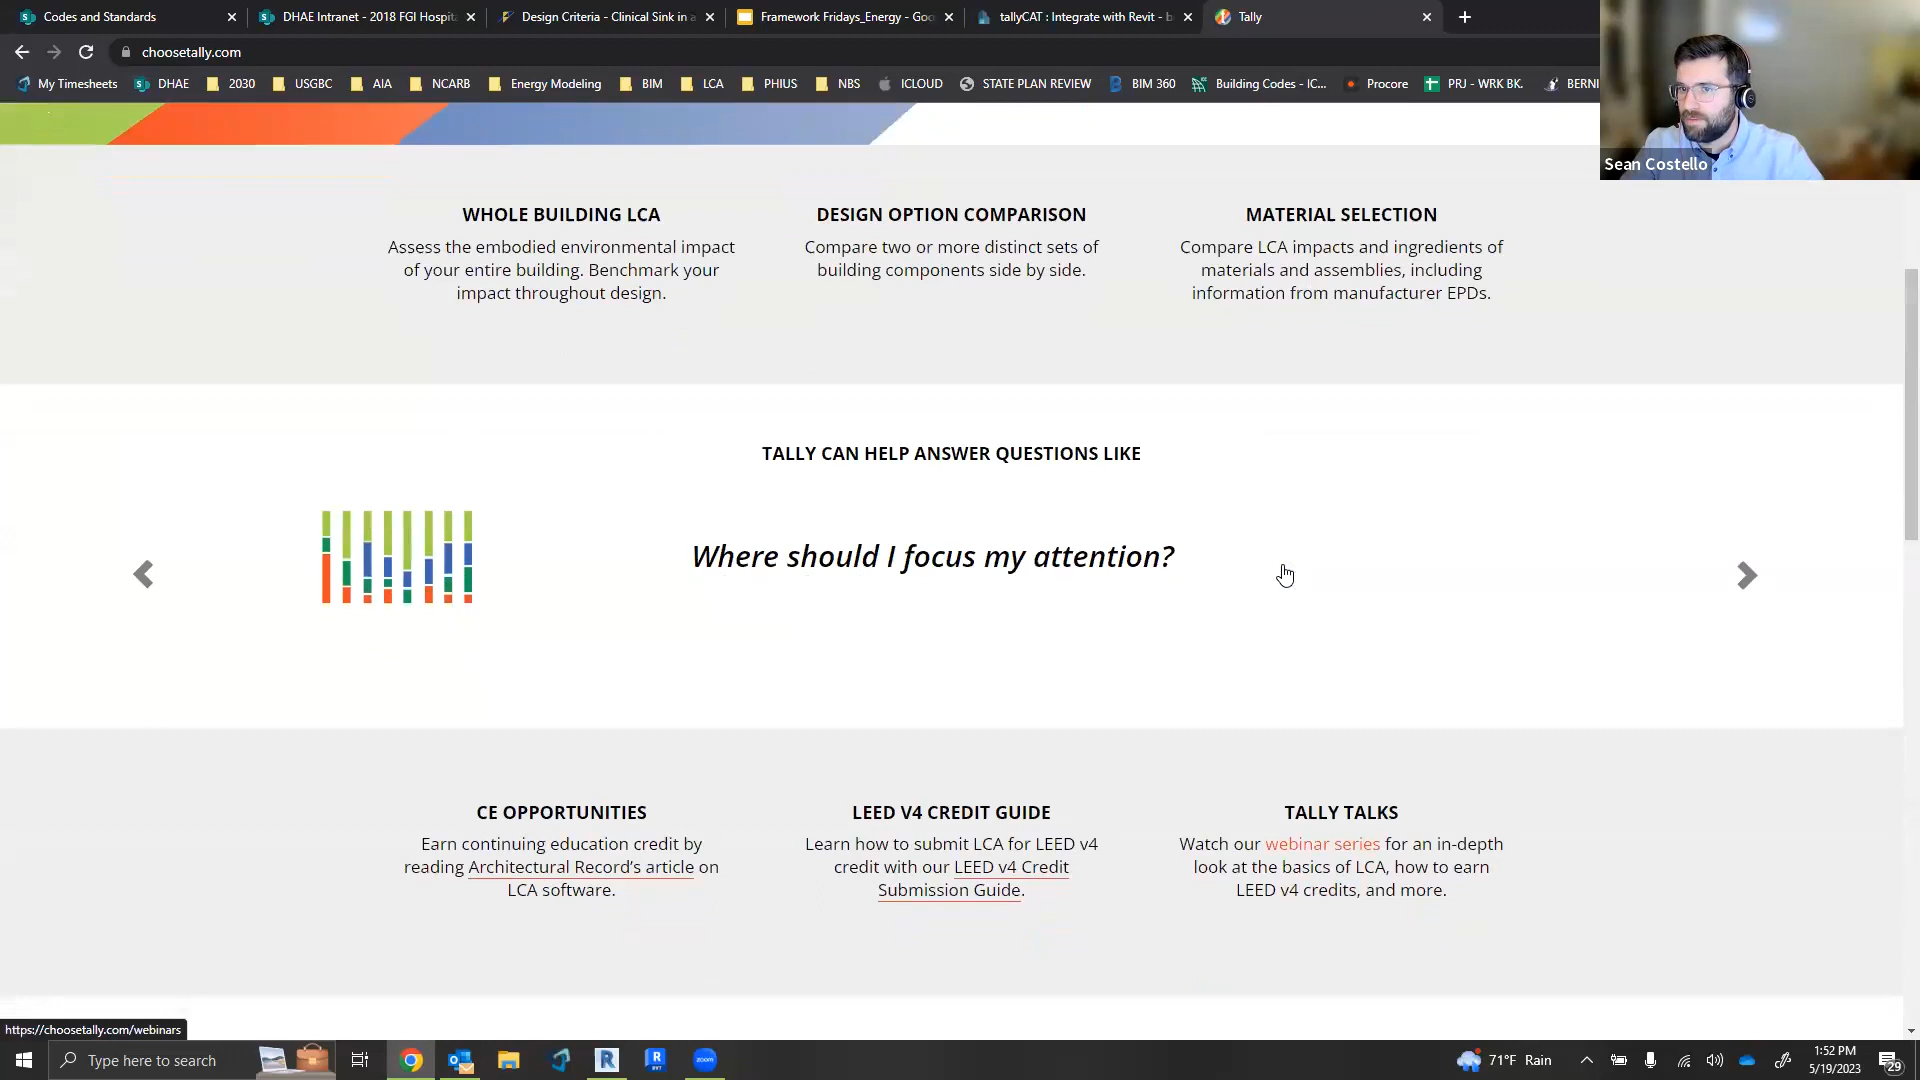 Codes and Standards
DHAE Intranet - 2018 FGI Hospita
Design Criteria - Clinical Sink in a
Framework Fridays_Energy - Goo
tallyCAT : Integrate with Revit - b
Tally
choosetally.com
My Timesheets
DHAE
2030
USGBC
AIA
NCARB
Energy Modeling
BIM
LCA
PHIUS
NBS
ICLOUD
STATE PLAN REVIEW
BIM 360
Building Codes - IC...
Procore
PRJ - WRK BK.
BERNI
Sean Costello
WHOLE BUILDING LCA
Assess the embodied environmental impact
of your entire building. Benchmark your
impact throughout design.
DESIGN OPTION COMPARISON
Compare two or more distinct sets of
building components side by side.
MATERIAL SELECTION
Compare LCA impacts and ingredients of
materials and assemblies, including
information from manufacturer EPDs.
TALLY CAN HELP ANSWER QUESTIONS LIKE
Where should I focus my attention?
CE OPPORTUNITIES
Earn continuing education credit by
reading Architectural Record's article on
LCA software.
LEED V4 CREDIT GUIDE
Learn how to submit LCA for LEED v4
credit with our LEED v4 Credit
Submission Guide.
TALLY TALKS
Watch our webinar series for an in-depth
look at the basics of LCA, how to earn
LEED v4 credits, and more.
https://choosetally.com/webinars
Type here to search
R
R
RVT
zoom
71°F Rain
1:52 PM
5/19/2023
29